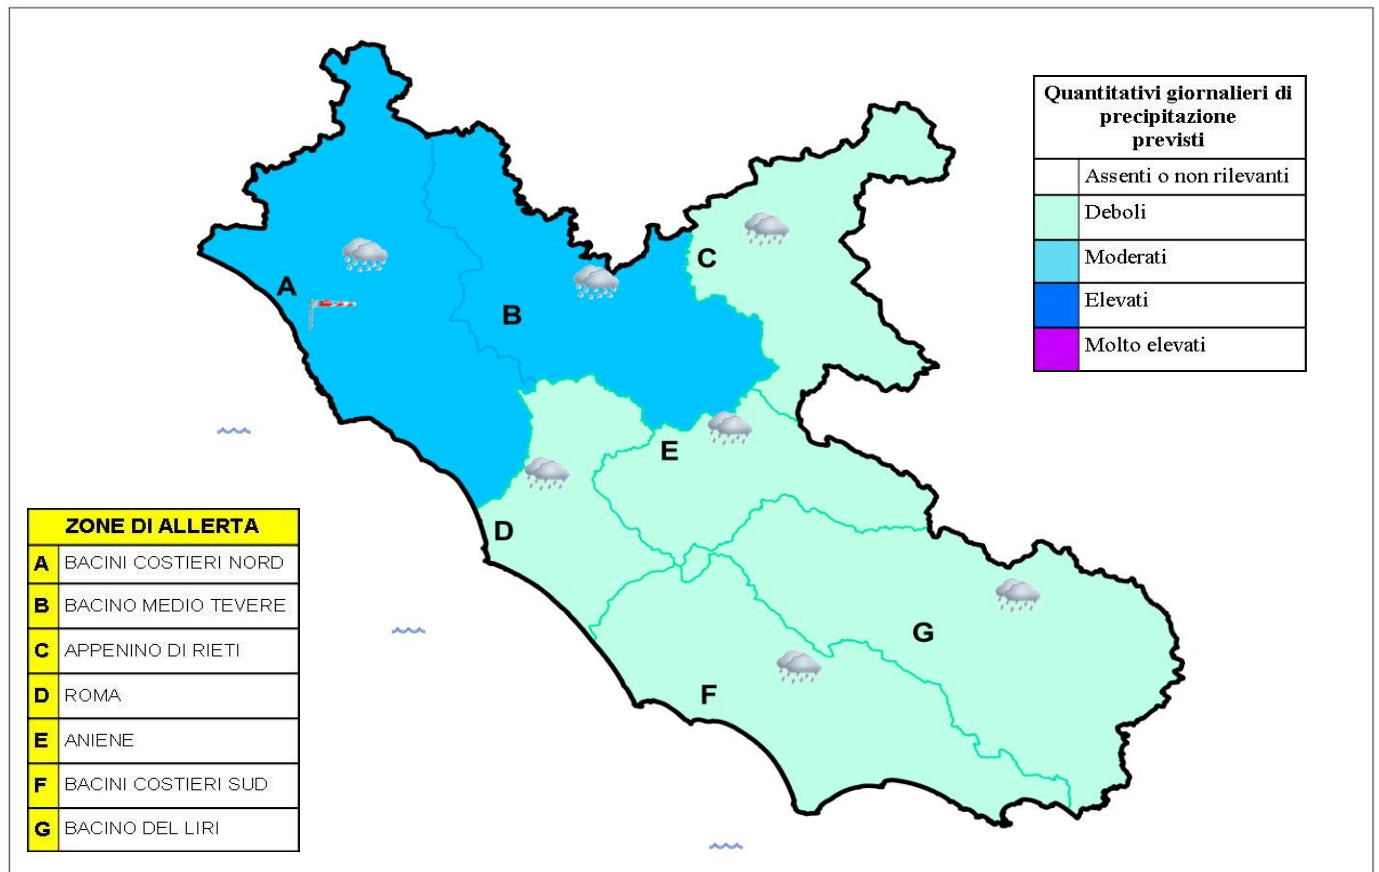 Quantitativi giornalieri di
precipitazione
previsti
Assenti o non rilevanti
Deboli
Moderati
Elevati
Molto elevati
A
B
C
D
E
F
G
ZONE DI ALLERTA
A BACINI COSTIERI NORD
B BACINO MEDIO TEVERE
C APPENINO DI RIETI
D ROMA
E ANIENE
F BACINI COSTIERI SUD
G BACINO DEL LIRI